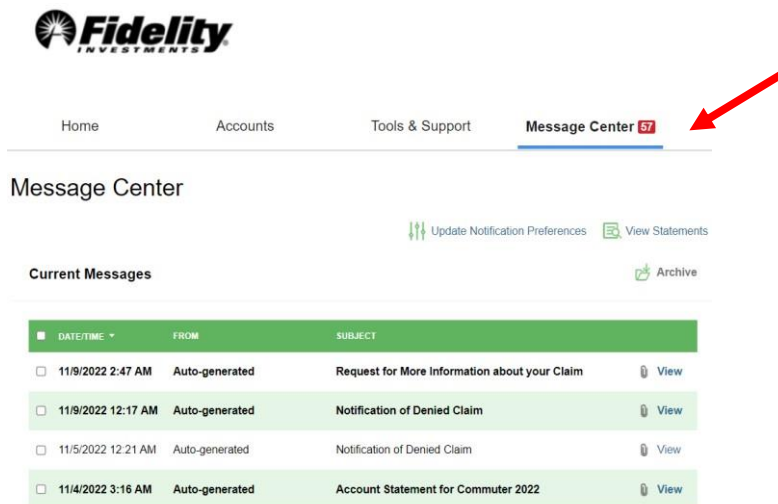 Fidelity
INVESTMENTS
Home Accounts Tools & Support Message Center 57
Message Center
Update Notification Preferences View Statements
Current Messages Archive
DATE/TIME FROM SUBJECT
11/9/2022 2:47 AM Auto-generated Request for More Information about your Claim View
11/9/2022 12:17 AM Auto-generated Notification of Denied Claim View
11/5/2022 12:21 AM Auto-generated Notification of Denied Claim View
11/4/2022 3:16 AM Auto-generated Account Statement for Commuter 2022 View